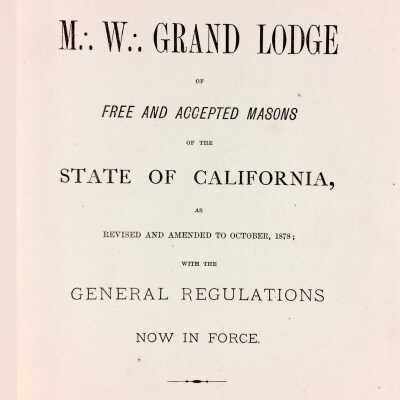 M∴ W∴ GRAND LODGE
OF
FREE AND ACCEPTED MASONS
OF THE
STATE OF CALIFORNIA,
AS
REVISED AND AMENDED TO OCTOBER, 1878;
WITH THE
GENERAL REGULATIONS
NOW IN FORCE.